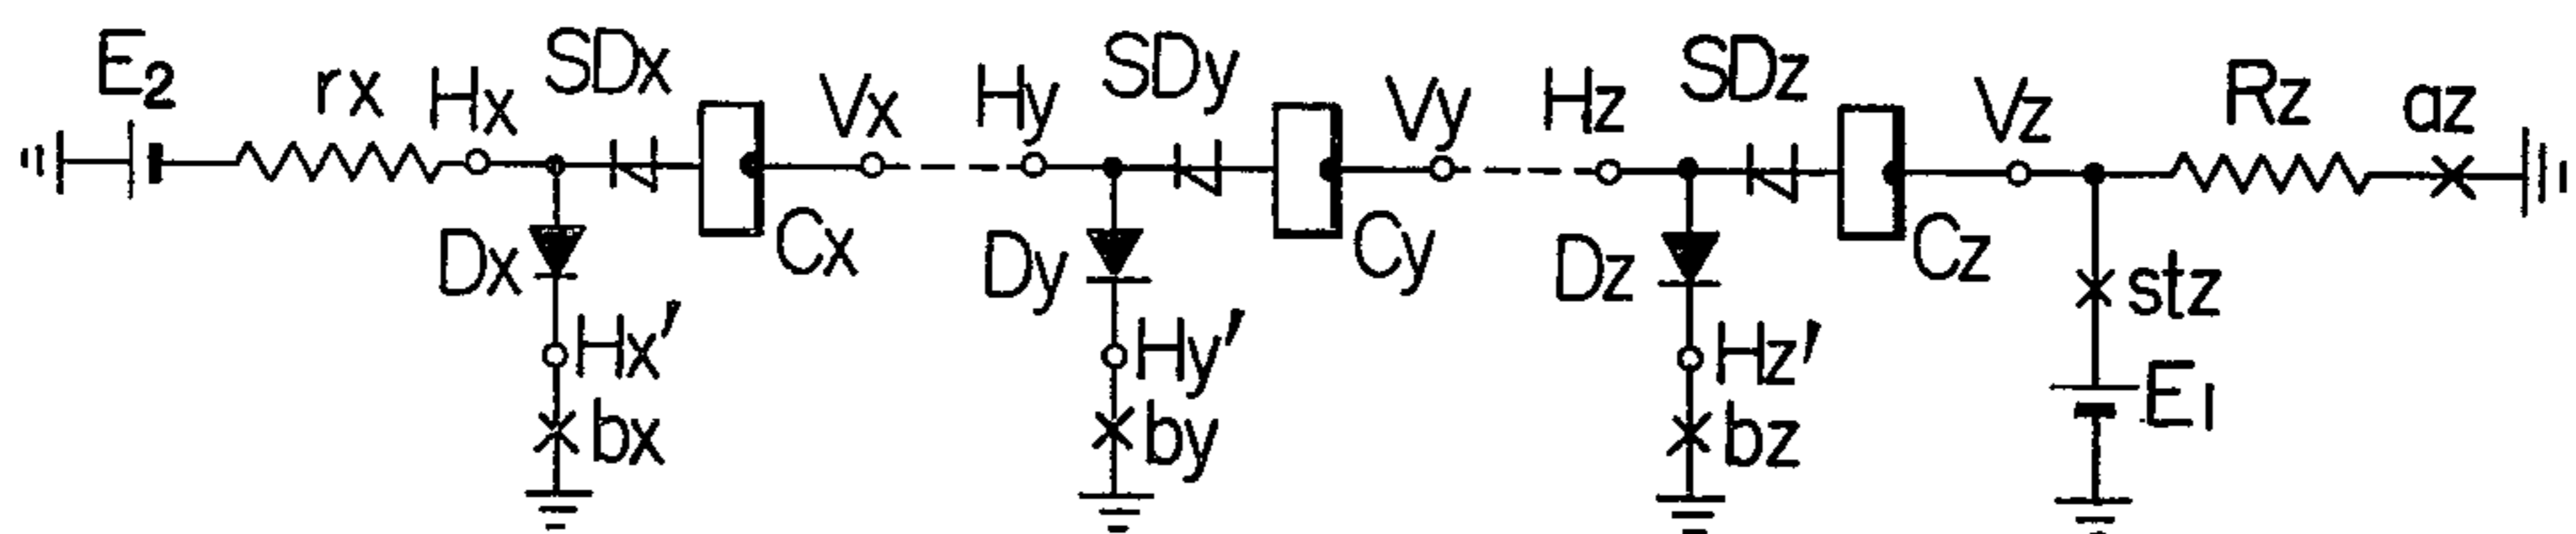 E2 rx Hx SDx Vx Hy SDy Vy Hz SDz Vz Rz az
Dx Cx Dy Cy Dz Cz stz
Hx' Hy' Hz' E1
bx by bz